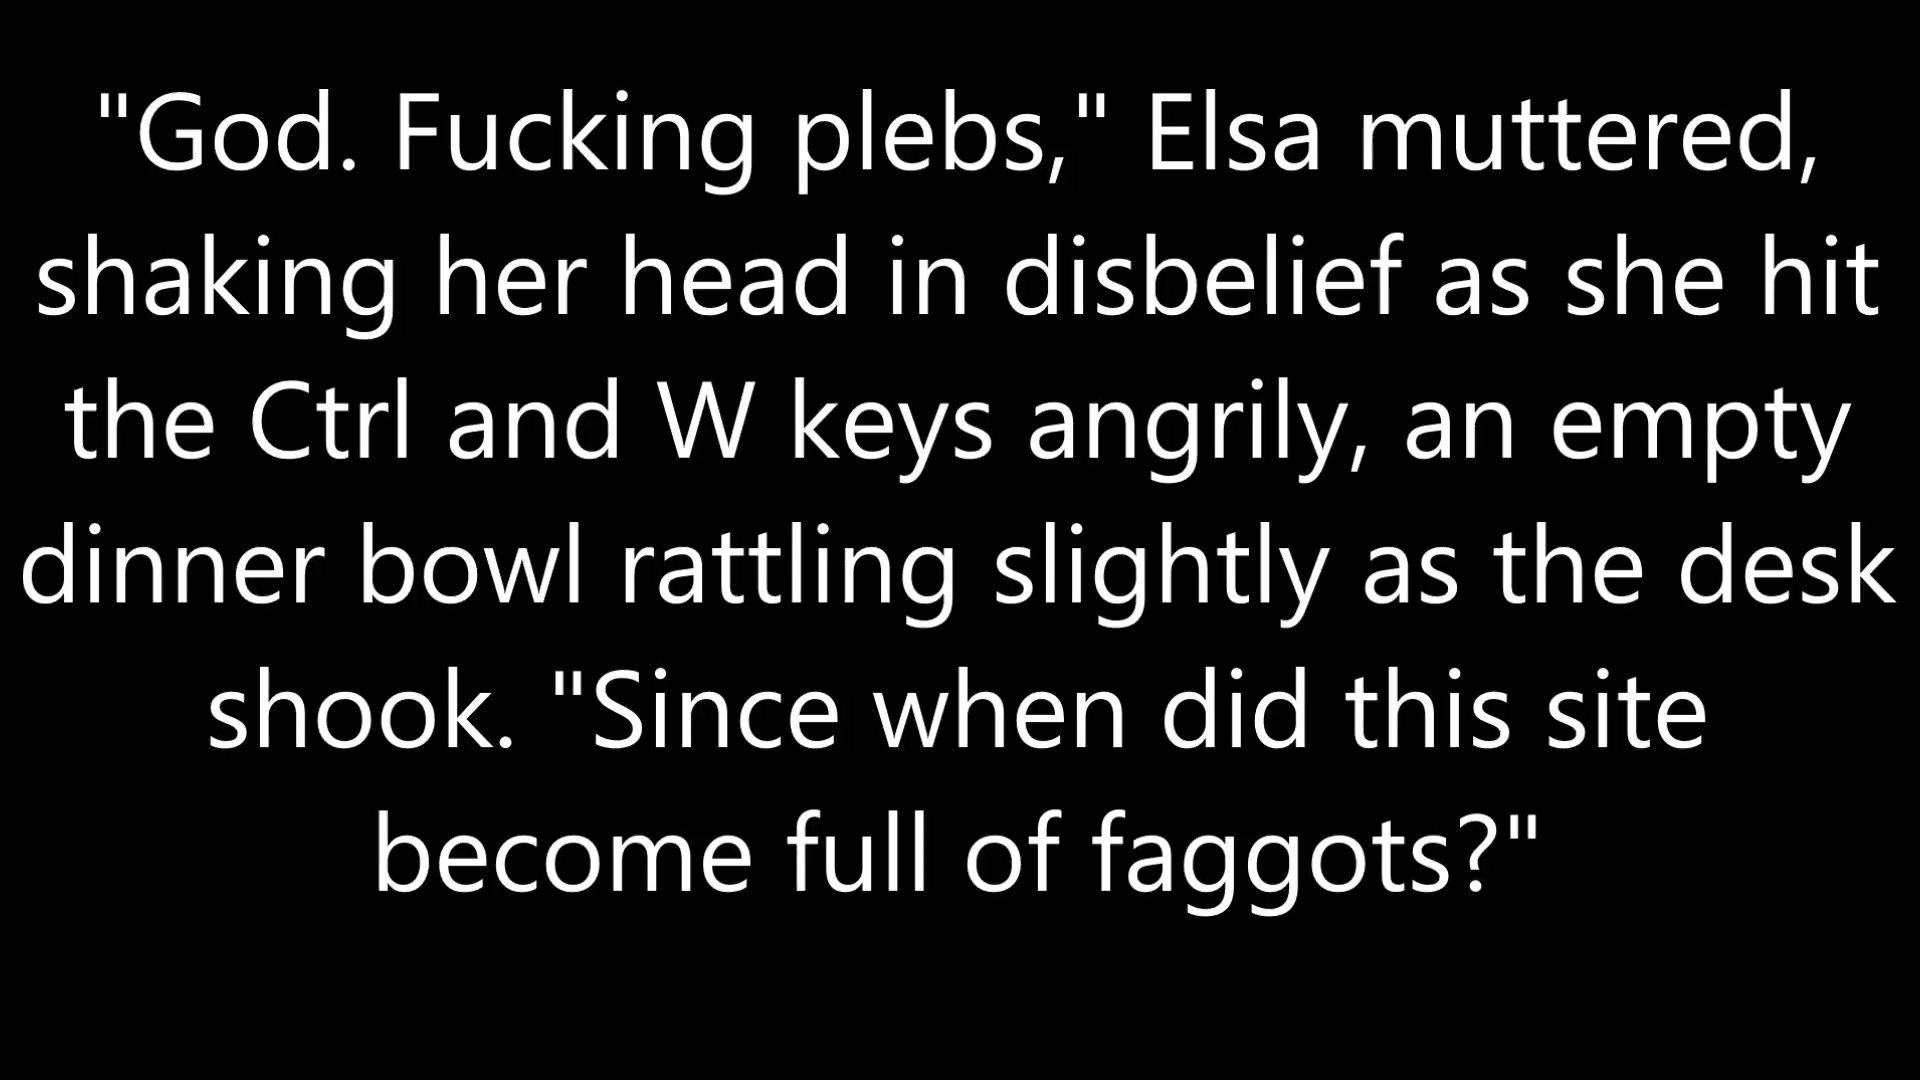 "God. Fucking plebs," Elsa muttered,
shaking her head in disbelief as she hit
the Ctrl and W keys angrily, an empty
dinner bowl rattling slightly as the desk
shook. "Since when did this site
become full of faggots?"